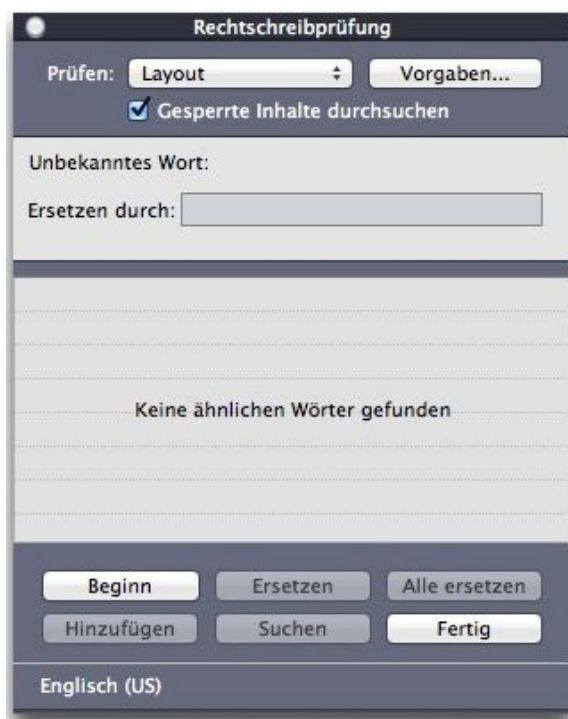 Rechtschreibprüfung
Prüfen: Layout Vorgaben...
Gesperrte Inhalte durchsuchen
Unbekanntes Wort:
Ersetzen durch:
Keine ähnlichen Wörter gefunden
Beginn Ersetzen Alle ersetzen
Hinzufügen Suchen Fertig
Englisch (US)